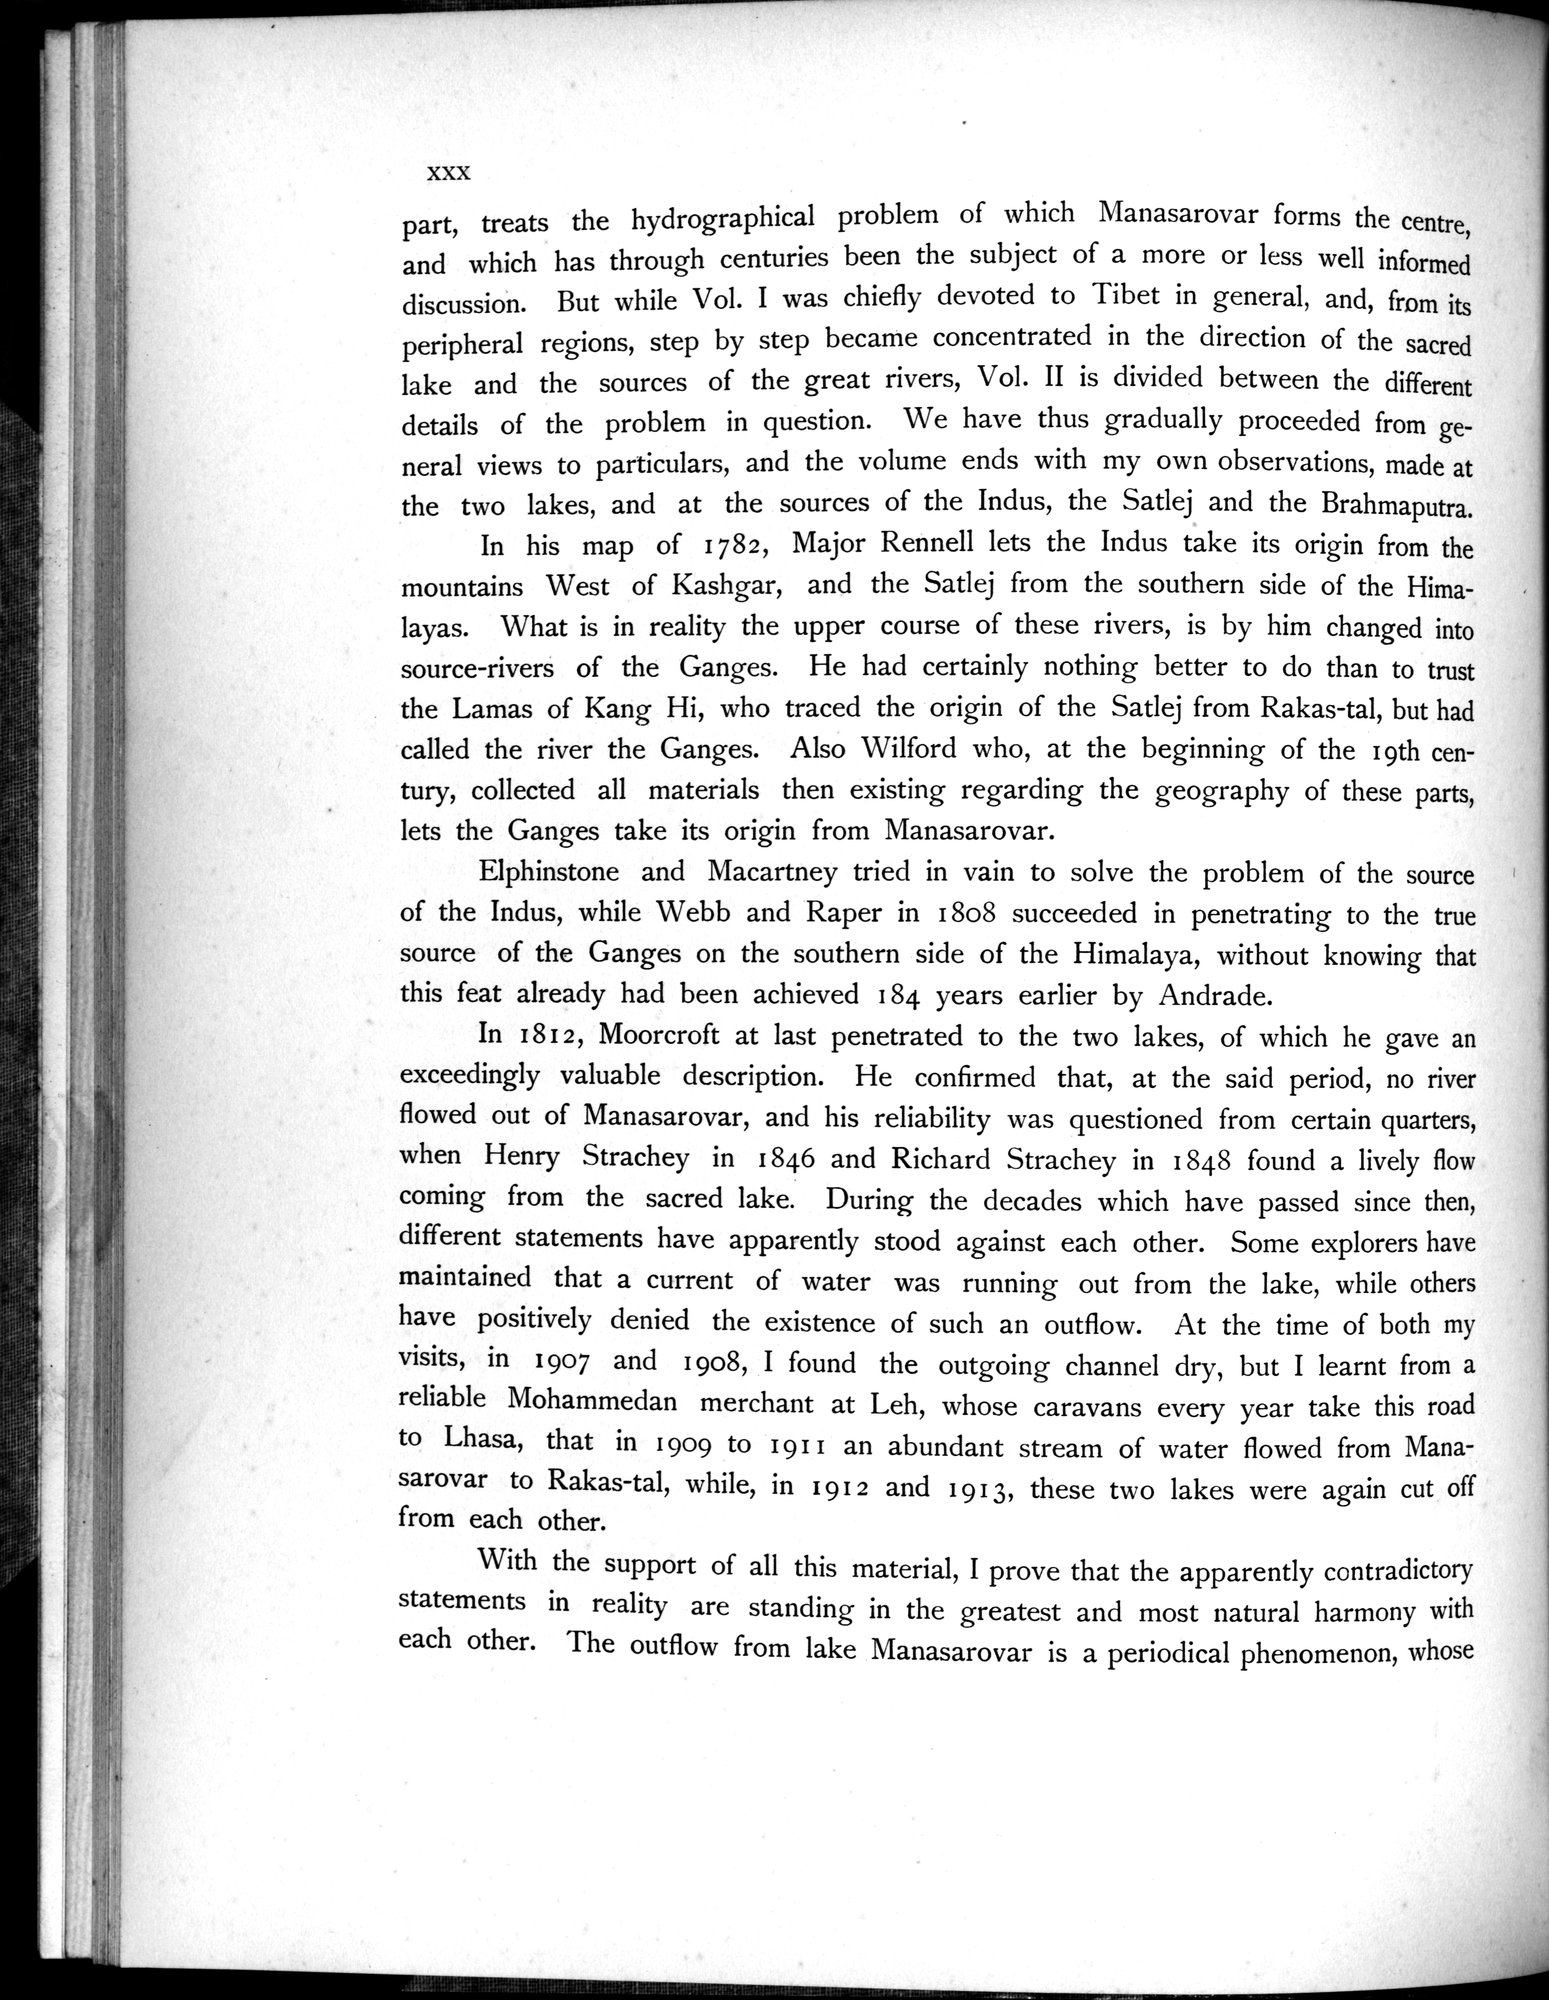 xxx
part, treats the hydrographical problem of which Manasarovar forms the centre,
and which has through centuries been the subject of a more or less well informed
discussion. But while Vol. I was chiefly devoted to Tibet in general, and, from its
peripheral regions, step by step became concentrated in the direction of the sacred
lake and the sources of the great rivers, Vol. II is divided between the different
details of the problem in question. We have thus gradually proceeded from ge-
neral views to particulars, and the volume ends with my own observations, made at
the two lakes, and at the sources of the Indus, the Satlej and the Brahmaputra.
In his map of 1782, Major Rennell lets the Indus take its origin from the
mountains West of Kashgar, and the Satlej from the southern side of the Hima-
layas. What is in reality the upper course of these rivers, is by him changed into
source-rivers of the Ganges. He had certainly nothing better to do than to trust
the Lamas of Kang Hi, who traced the origin of the Satlej from Rakas-tal, but had
called the river the Ganges. Also Wilford who, at the beginning of the 19th cen-
tury, collected all materials then existing regarding the geography of these parts,
lets the Ganges take its origin from Manasarovar.
Elphinstone and Macartney tried in vain to solve the problem of the source
of the Indus, while Webb and Raper in 1808 succeeded in penetrating to the true
source of the Ganges on the southern side of the Himalaya, without knowing that
this feat already had been achieved 184 years earlier by Andrade.
In 1812, Moorcroft at last penetrated to the two lakes, of which he gave an
exceedingly valuable description. He confirmed that, at the said period, no river
flowed out of Manasarovar, and his reliability was questioned from certain quarters,
when Henry Strachey in 1846 and Richard Strachey in 1848 found a lively flow
coming from the sacred lake. During the decades which have passed since then,
different statements have apparently stood against each other. Some explorers have
maintained that a current of water was running out from the lake, while others
have positively denied the existence of such an outflow. At the time of both my
visits, in 1907 and 1908, I found the outgoing channel dry, but I learnt from a
reliable Mohammedan merchant at Leh, whose caravans every year take this road
to Lhasa, that in 1909 to 1911 an abundant stream of water flowed from Mana-
sarovar to Rakas-tal, while, in 1912 and 1913, these two lakes were again cut off
from each other.
With the support of all this material, I prove that the apparently contradictory
statements in reality are standing in the greatest and most natural harmony with
each other. The outflow from lake Manasarovar is a periodical phenomenon, whose